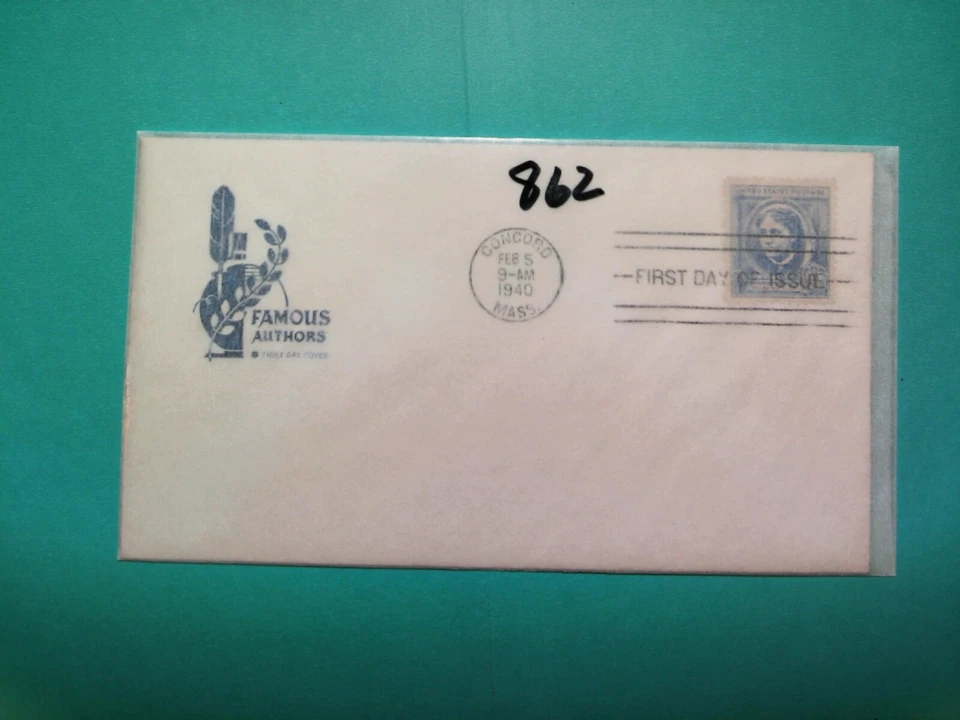 862
CONCORD
FEB 5
9-AM
1940
MASS.
UNITED STATES POSTAGE
FIRST DAY OF ISSUE
FAMOUS
AUTHORS
FIRST DAY COVER